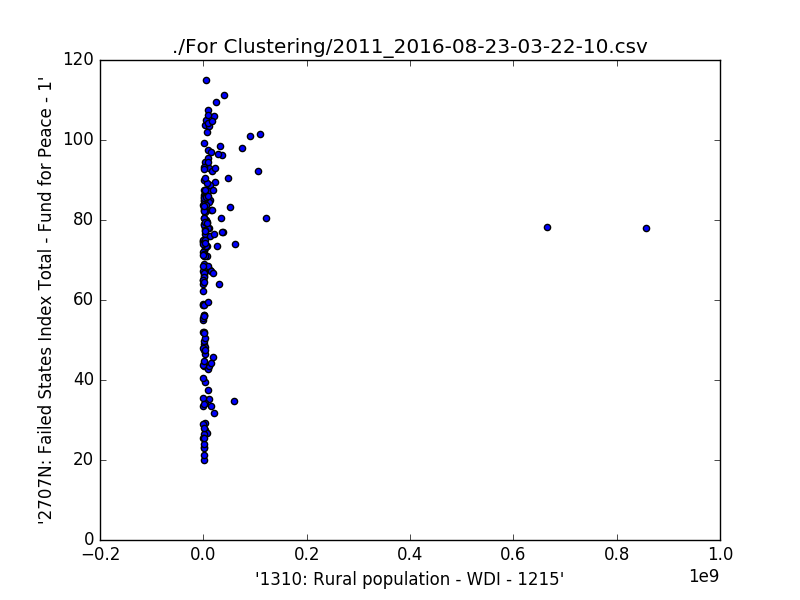 ./For Clustering/2011_2016-08-23-03-22-10.csv
'2707N: Failed States Index Total - Fund for Peace - 1'
120
100
80
60
40
20
0
−0.2 0.0 0.2 0.4 0.6 0.8 1.0
1e9
'1310: Rural population - WDI - 1215'